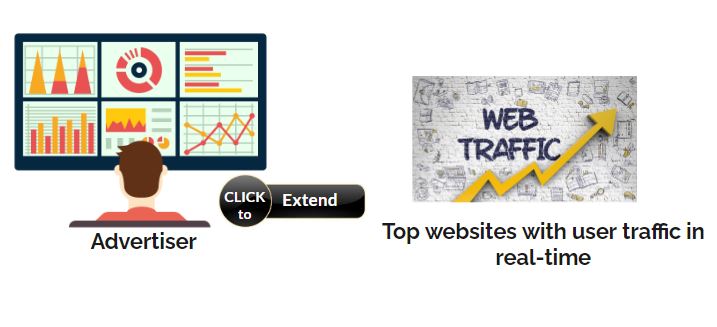 WEB
TRAFFIC
CLICK
to
Extend
Advertiser
Top websites with user traffic in
real-time